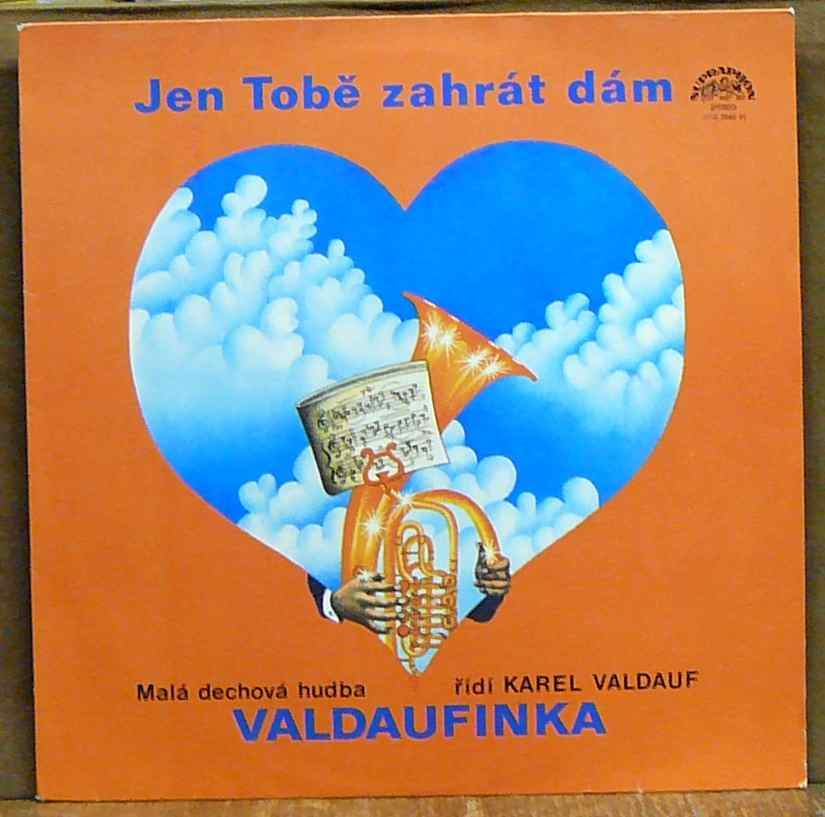 Jen Tobě zahrát dám
SUPRAPHON
STEREO
Malá dechová hudba
řídí KAREL VALDAUF
VALDAUFINKA